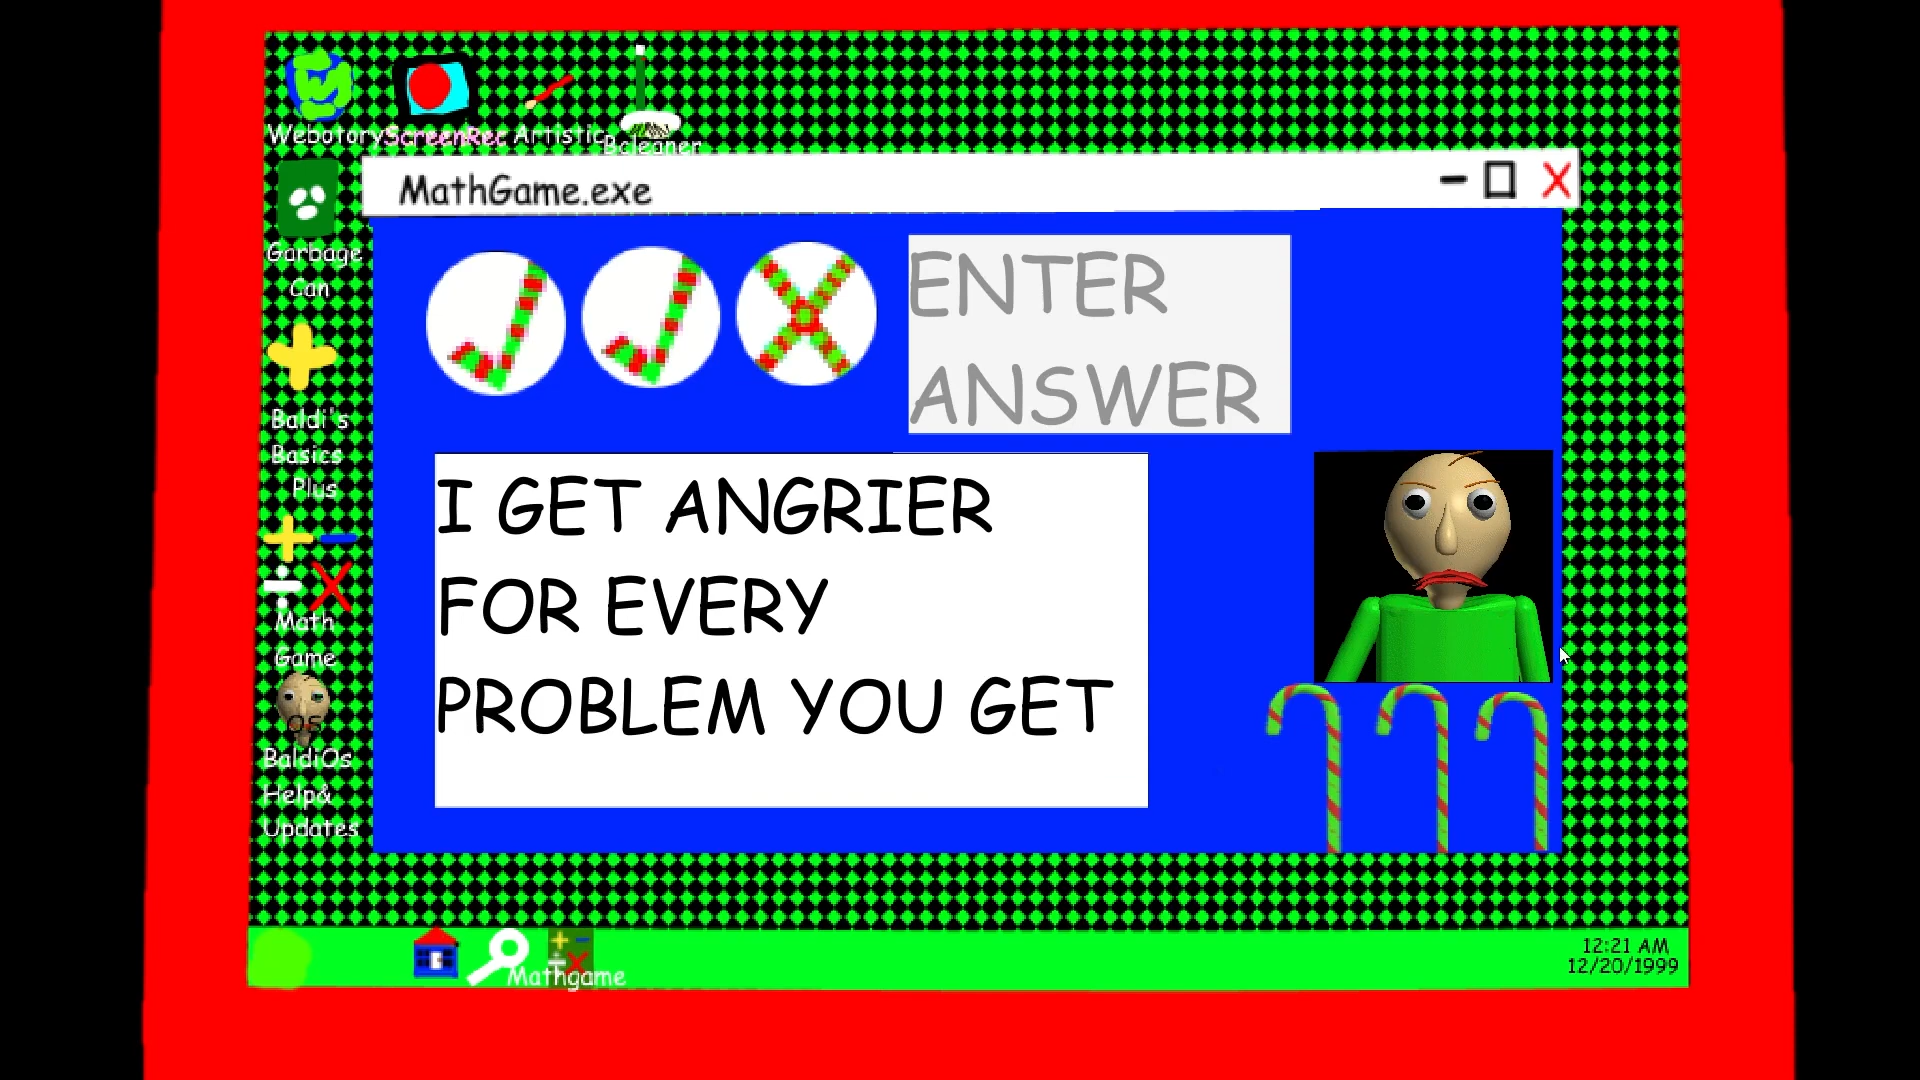 Webotory ScreenRec Artistic Bcleaner
MathGame.exe
Garbage
Can
Baldi's
Basics
Plus
Math
Game
OS
BaldiOs
Help&
Updates
ENTER
ANSWER
I GET ANGRIER
FOR EVERY
PROBLEM YOU GET
Mathgame
12:21 AM
12/20/1999